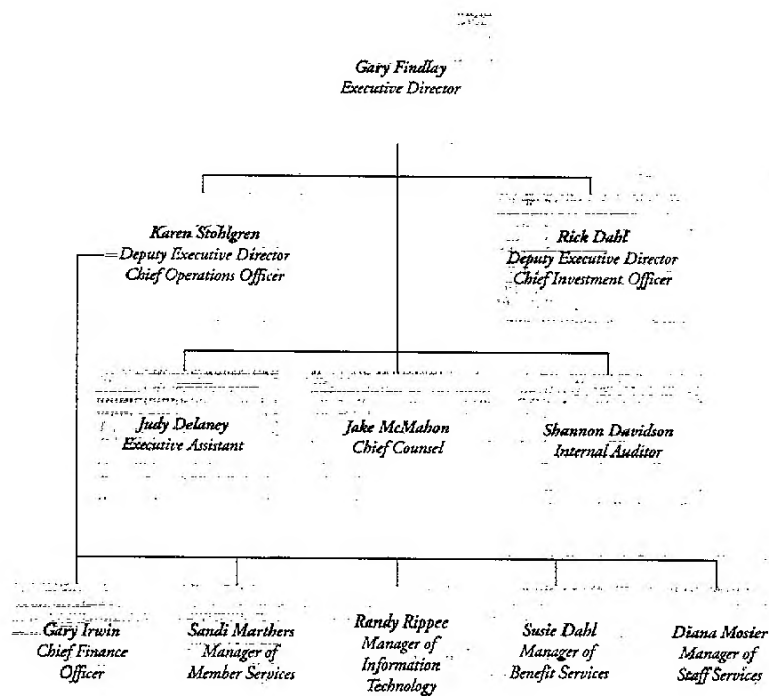 Gary Findlay
Executive Director
Karen Stohlgren
Deputy Executive Director
Chief Operations Officer
Rick Dahl
Deputy Executive Director
Chief Investment Officer
Judy Delaney
Executive Assistant
Jake McMahon
Chief Counsel
Shannon Davidson
Internal Auditor
Gary Irwin
Chief Finance
Officer
Sandi Marthers
Manager of
Member Services
Randy Rippee
Manager of
Information
Technology
Susie Dahl
Manager of
Benefit Services
Diana Mosier
Manager of
Staff Services